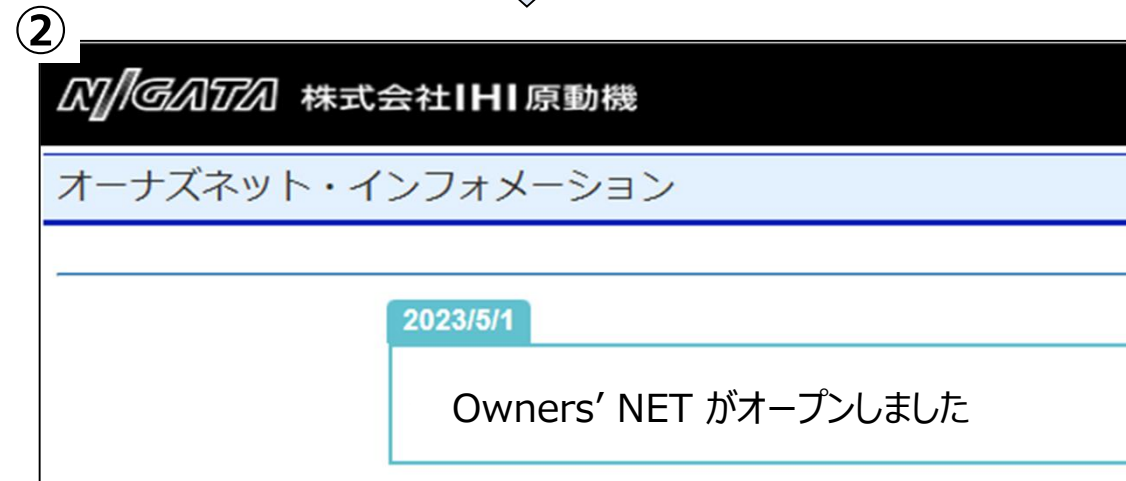 ②
NIIGATA 株式会社IHI原動機
オーナズネット・インフォメーション
2023/5/1
Owners’ NET がオープンしました